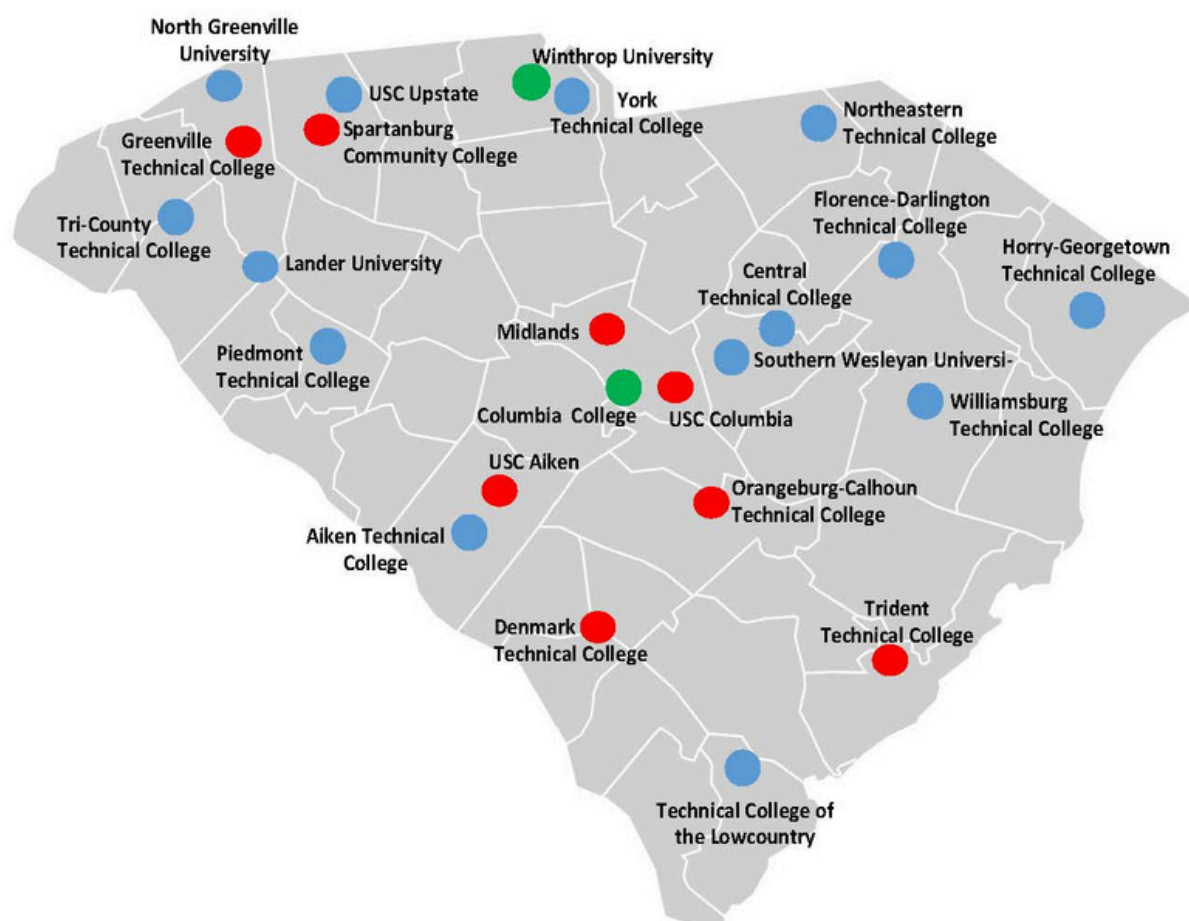 North Greenville
University
Winthrop University
USC Upstate
York
Technical College
Northeastern
Technical College
Greenville
Technical College
Spartanburg
Community College
Florence-Darlington
Technical College
Tri-County
Technical College
Lander University
Horry-Georgetown
Technical College
Central
Technical College
Midlands
Piedmont
Technical College
Southern Wesleyan Universi-
Columbia College
USC Columbia
Williamsburg
Technical College
USC Aiken
Orangeburg-Calhoun
Technical College
Aiken Technical
College
Denmark
Technical College
Trident
Technical College
Technical College of
the Lowcountry